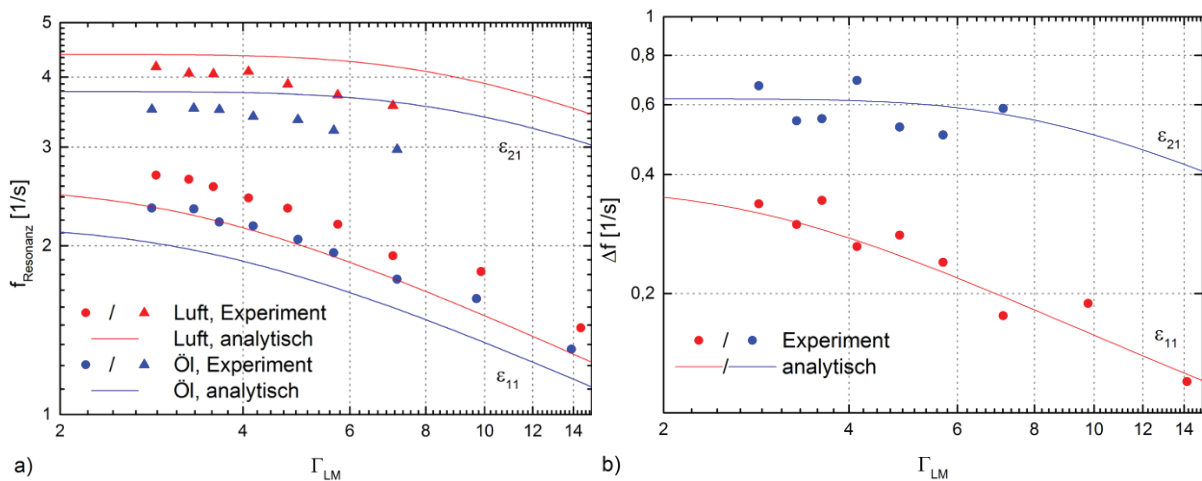 5
4
3
2
1
f_Resonanz [1/s]
ε₂₁
ε₁₁
● / ▲ Luft, Experiment
Luft, analytisch
● / ▲ Öl, Experiment
Öl, analytisch
2 4 6 8 10 12 14
a) Γ_LM
1
0,8
0,6
0,4
0,2
Δf [1/s]
ε₂₁
ε₁₁
● / ● Experiment
/ analytisch
2 4 6 8 10 12 14
b) Γ_LM